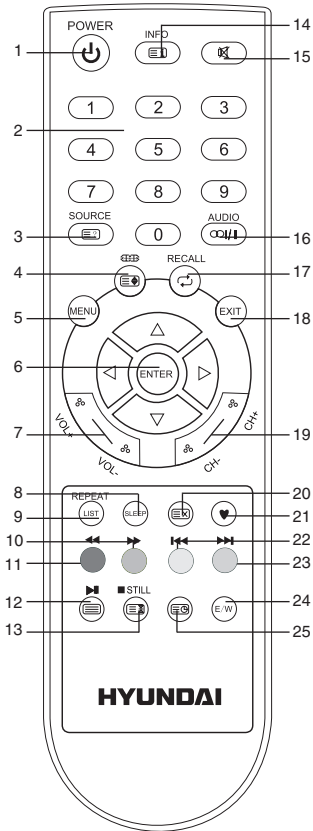 POWER
INFO
14
1
15
1 2 3
2
4 5 6
7 8 9
SOURCE
AUDIO
3
0
I/II
16
4
RECALL
17
5
MENU
EXIT
18
6
ENTER
7
VOL+
VOL-
CH+
CH-
19
8
20
REPEAT
9
LIST
SLEEP
21
10
22
11
23
12
STILL
24
13
E/W
25
HYUNDAI